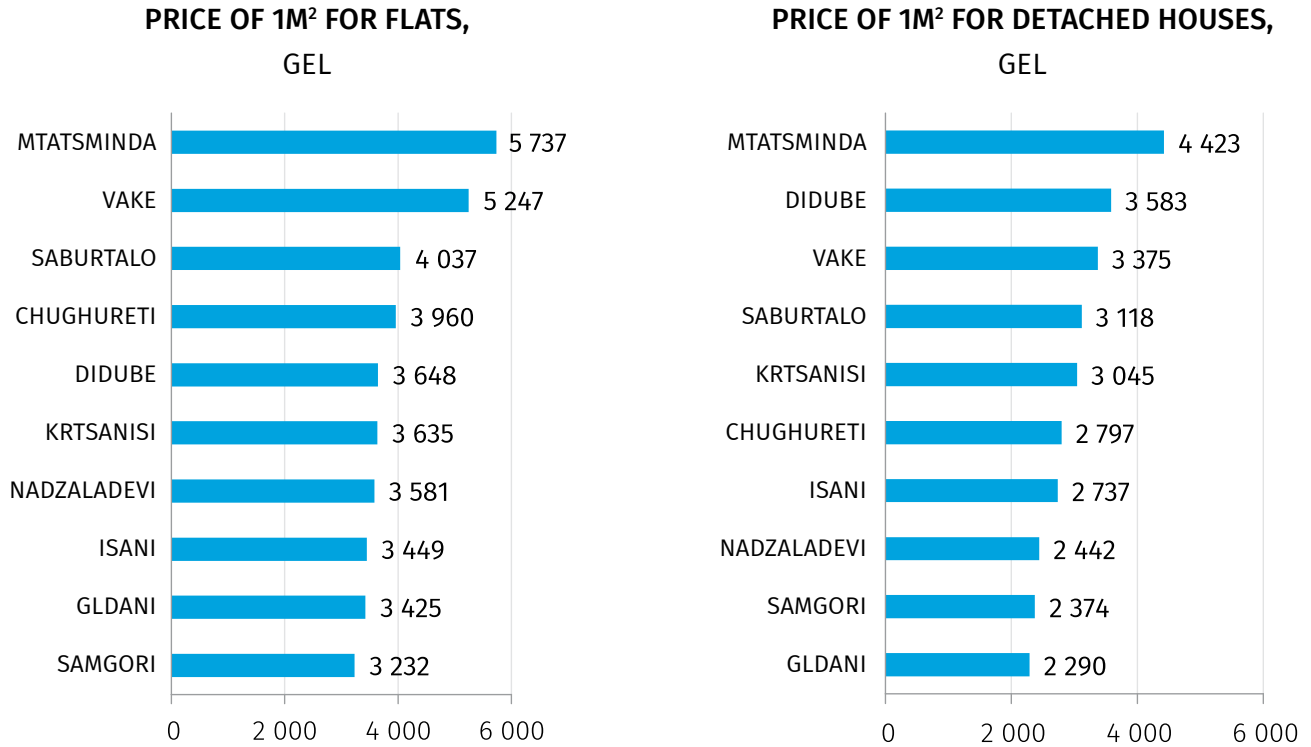 PRICE OF 1M² FOR FLATS,
GEL
MTATSMINDA 5 737
VAKE 5 247
SABURTALO 4 037
CHUGHURETI 3 960
DIDUBE 3 648
KRTSANISI 3 635
NADZALADEVI 3 581
ISANI 3 449
GLDANI 3 425
SAMGORI 3 232
0 2 000 4 000 6 000
PRICE OF 1M² FOR DETACHED HOUSES,
GEL
MTATSMINDA 4 423
DIDUBE 3 583
VAKE 3 375
SABURTALO 3 118
KRTSANISI 3 045
CHUGHURETI 2 797
ISANI 2 737
NADZALADEVI 2 442
SAMGORI 2 374
GLDANI 2 290
0 2 000 4 000 6 000